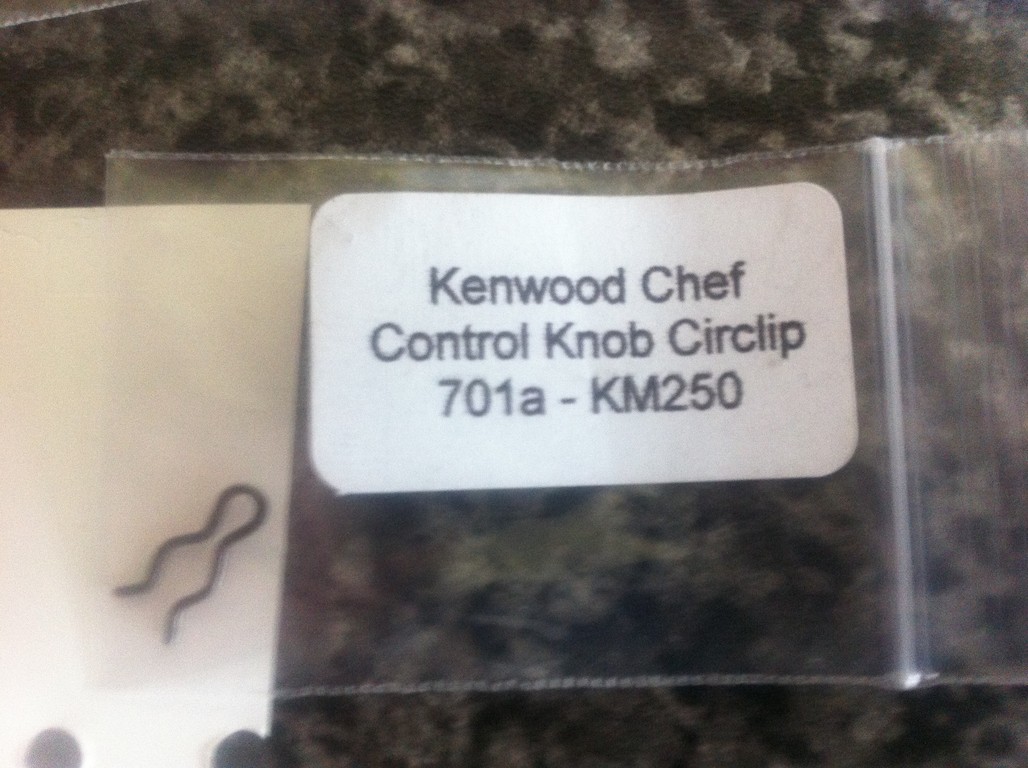 Kenwood Chef
Control Knob Circlip
701a - KM250